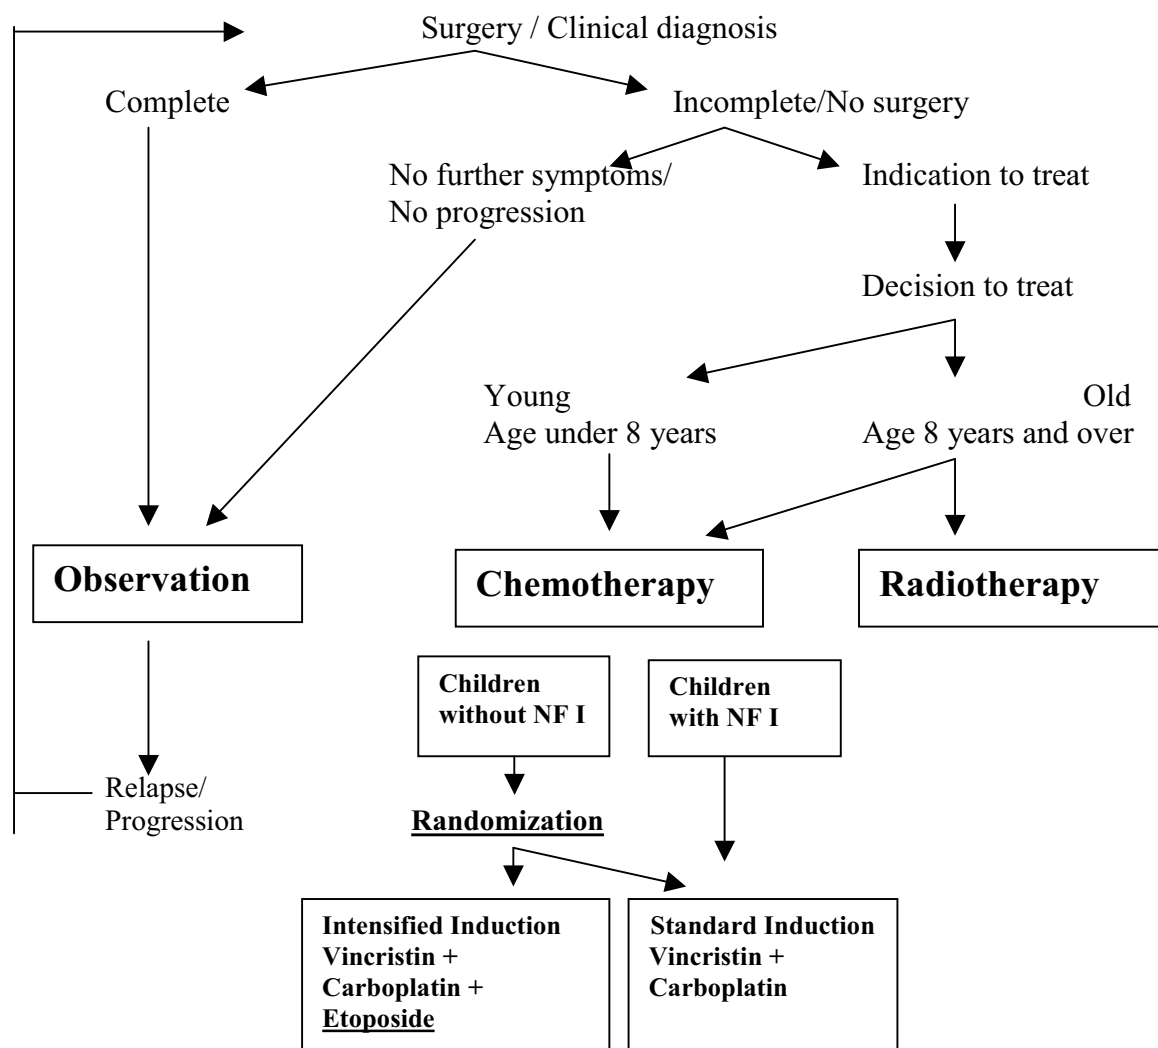 Surgery / Clinical diagnosis
Complete
Incomplete/No surgery
No further symptoms/
No progression
Indication to treat
Decision to treat
Young
Age under 8 years
Old
Age 8 years and over
Observation
Chemotherapy
Radiotherapy
Children
without NF I
Children
with NF I
Relapse/
Progression
Randomization
Intensified Induction
Vincristin +
Carboplatin +
Etoposide
Standard Induction
Vincristin +
Carboplatin